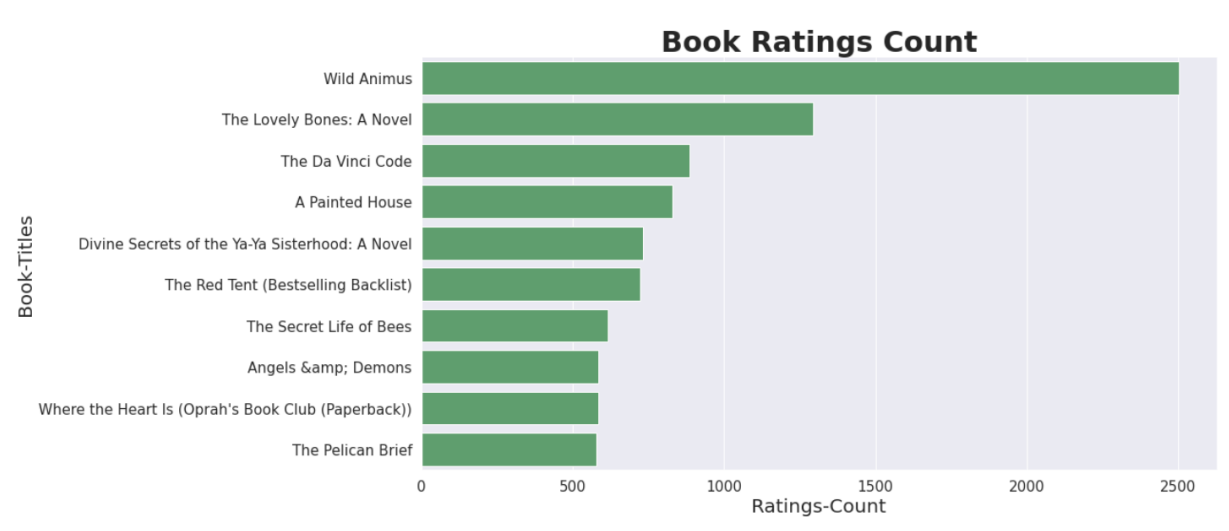 Book Ratings Count
Wild Animus
The Lovely Bones: A Novel
The Da Vinci Code
A Painted House
Divine Secrets of the Ya-Ya Sisterhood: A Novel
The Red Tent (Bestselling Backlist)
The Secret Life of Bees
Angels &amp; Demons
Where the Heart Is (Oprah's Book Club (Paperback))
The Pelican Brief
Book-Titles
0 500 1000 1500 2000 2500
Ratings-Count